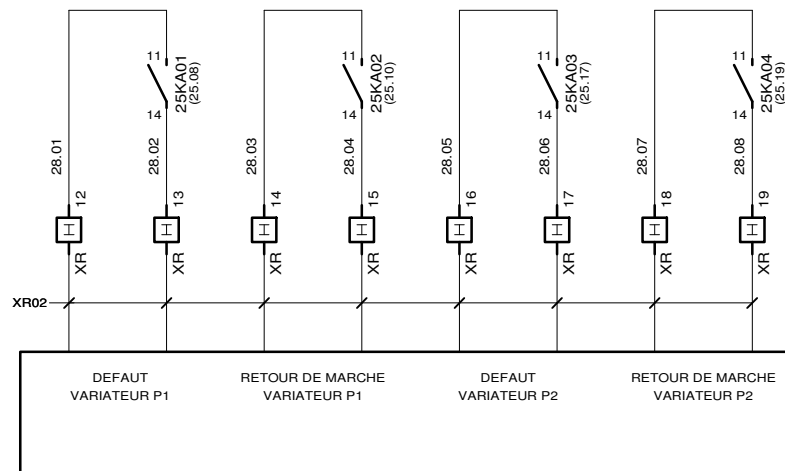 11
25KA01
(25.08)
14
11
25KA02
(25.10)
14
11
25KA03
(25.17)
14
11
25KA04
(25.19)
14
28.01
28.02
28.03
28.04
28.05
28.06
28.07
28.08
12
13
14
15
16
17
18
19
XR
XR
XR
XR
XR
XR
XR
XR
XR02
DEFAUT
VARIATEUR P1
RETOUR DE MARCHE
VARIATEUR P1
DEFAUT
VARIATEUR P2
RETOUR DE MARCHE
VARIATEUR P2